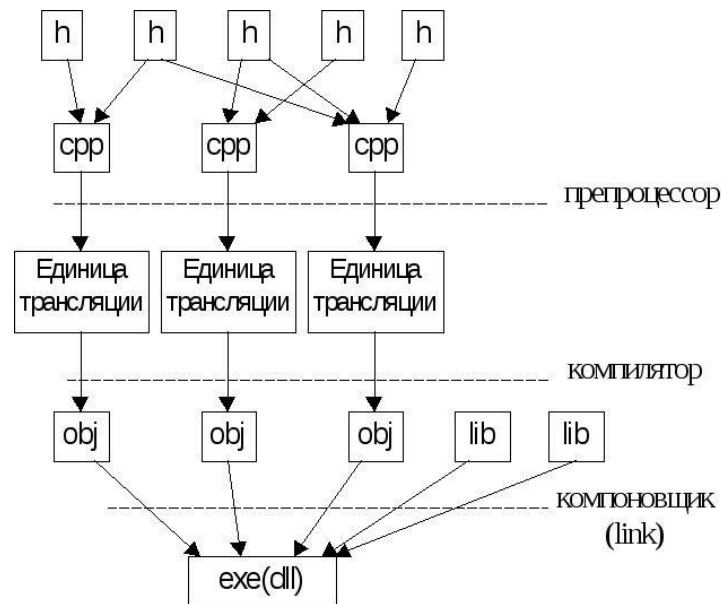 h h h h h
cpp cpp cpp
препроцессор
Единица Единица Единица
трансляции трансляции трансляции
компилятор
obj obj obj lib lib
компоновщик
(link)
exe(dll)